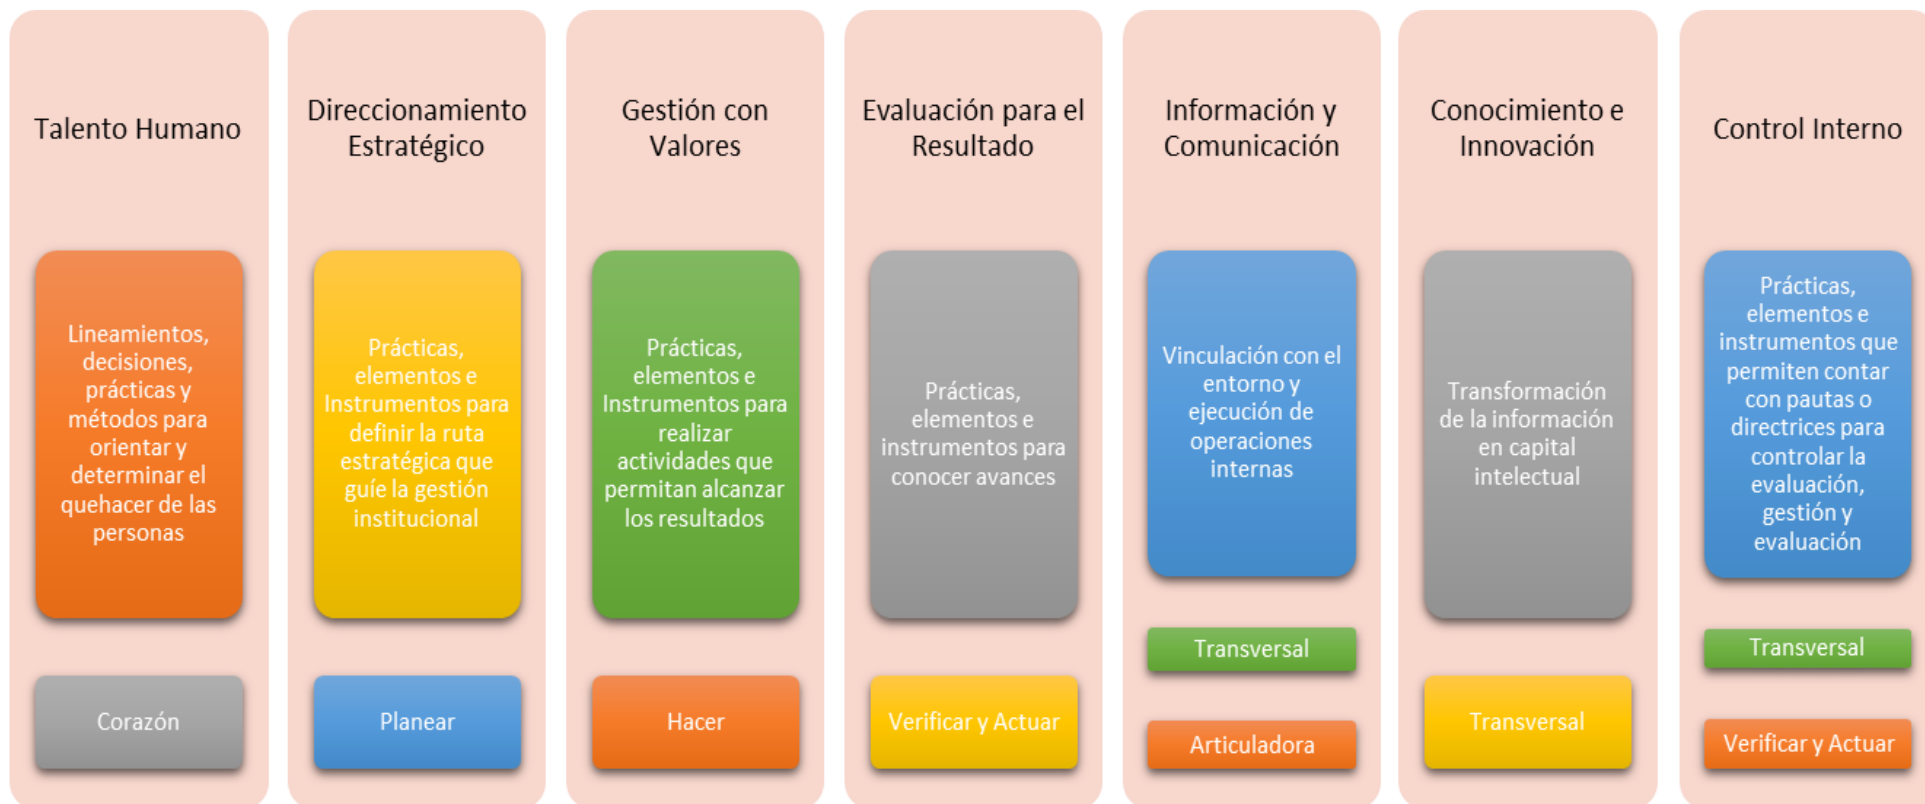 Talento Humano
Lineamientos,
decisiones,
prácticas y
métodos para
orientar y
determinar el
quehacer de las
personas
Corazón
Direccionamiento
Estratégico
Prácticas,
elementos e
Instrumentos para
definir la ruta
estratégica que
guíe la gestión
institucional
Planear
Gestión con
Valores
Prácticas,
elementos e
Instrumentos para
realizar
actividades que
permitan alcanzar
los resultados
Hacer
Evaluación para el
Resultado
Prácticas,
elementos e
instrumentos para
conocer avances
Verificar y Actuar
Información y
Comunicación
Vinculación con el
entorno y
ejecución de
operaciones
internas
Transversal
Articuladora
Conocimiento e
Innovación
Transformación
de la información
en capital
intelectual
Transversal
Control Interno
Prácticas,
elementos e
instrumentos que
permiten contar
con pautas o
directrices para
controlar la
evaluación,
gestión y
evaluación
Transversal
Verificar y Actuar